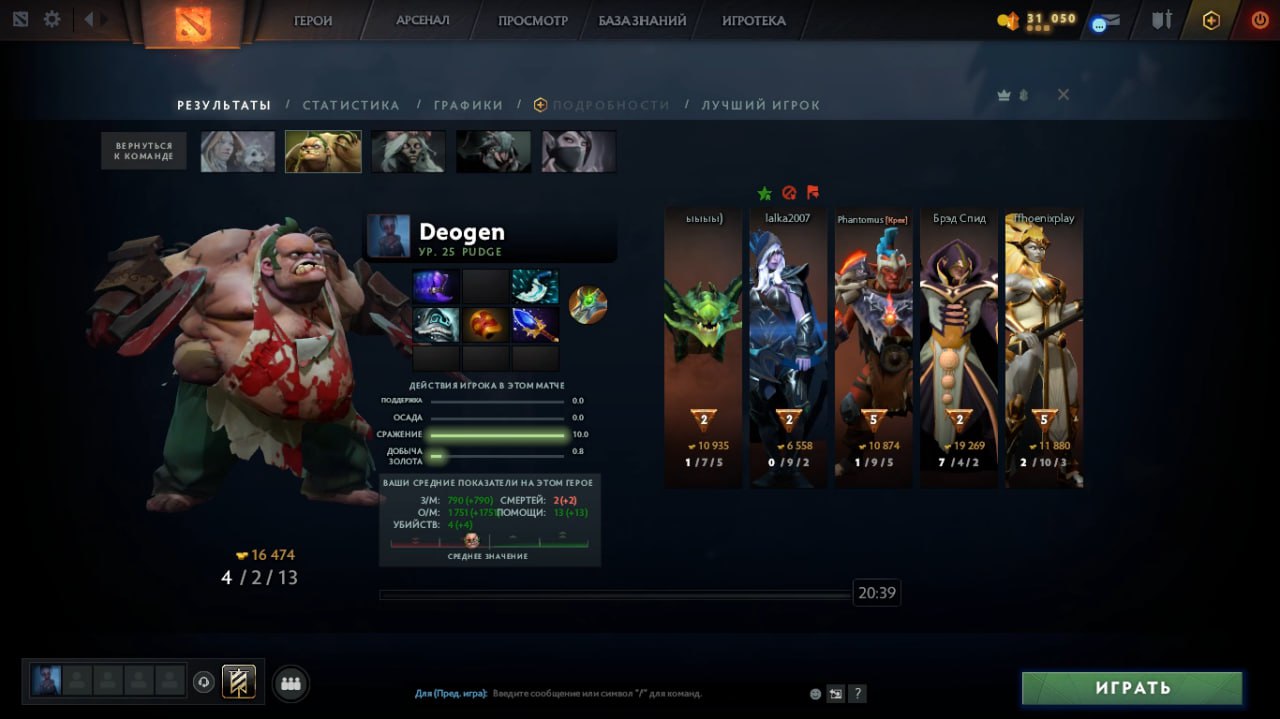 ГЕРОИ АРСЕНАЛ ПРОСМОТР БАЗА ЗНАНИЙ ИГРОТЕКА 31 050
РЕЗУЛЬТАТЫ / СТАТИСТИКА / ГРАФИКИ / ПОДРОБНОСТИ / ЛУЧШИЙ ИГРОК
ВЕРНУТЬСЯ
К КОМАНДЕ
Deogen
УР. 25 PUDGE
ДЕЙСТВИЯ ИГРОКА В ЭТОМ МАТЧЕ
ПОДДЕРЖКА 0.0
ОСАДА 0.0
СРАЖЕНИЕ 10.0
ДОБЫЧА
ЗОЛОТА 0.8
ВАШИ СРЕДНИЕ ПОКАЗАТЕЛИ НА ЭТОМ ГЕРОЕ
З/М: 790 (+790) СМЕРТЕЙ: 2 (+2)
О/М: 1 751 (+1751 ПОМОЩИ: 13 (+13)
УБИЙСТВ: 4 (+4)
СРЕДНЕЕ ЗНАЧЕНИЕ
16 474
4 / 2 / 13
ыыыы) lalka2007 Phantomus [Крев] Брэд Спид ffhoenixplay
2 2 5 2 5
10 935 6 558 10 874 19 269 11 880
1 / 7 / 5 0 / 9 / 2 1 / 9 / 5 7 / 4 / 2 2 / 10 / 3
20:39
Для (Пред. игра): Введите сообщение или символ "/" для команд.
?
ИГРАТЬ